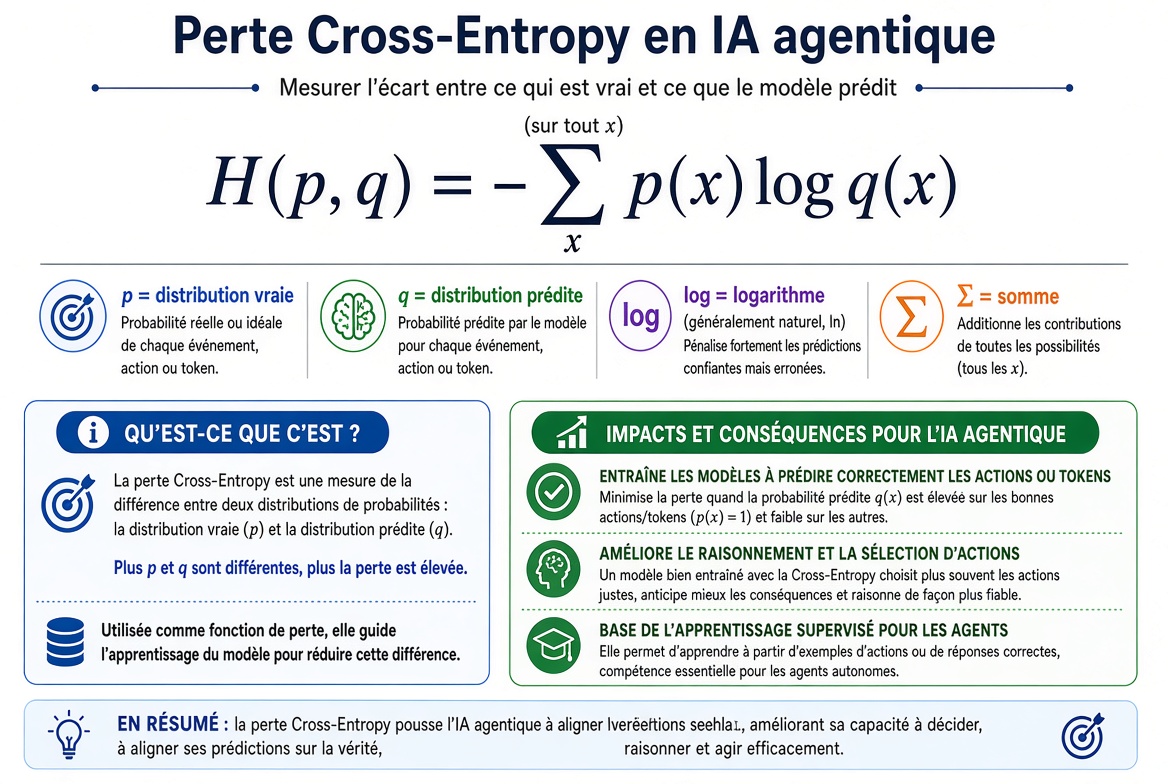 Perte Cross-Entropy en IA agentique
Mesurer l'écart entre ce qui est vrai et ce que le modèle prédit
(sur tout x)
H(p, q) = − ∑ p(x) log q(x)
x
p = distribution vraie
Probabilité réelle ou idéale
de chaque événement,
action ou token.
q = distribution prédite
Probabilité prédite par le modèle
pour chaque événement,
action ou token.
log
log = logarithme
(généralement naturel, ln)
Pénalise fortement les prédictions
confiantes mais erronées.
Σ
Σ = somme
Additionne les contributions
de toutes les possibilités
(tous les x).
i QU'EST-CE QUE C'EST ?
La perte Cross-Entropy est une mesure de la
différence entre deux distributions de probabilités :
la distribution vraie (p) et la distribution prédite (q).
Plus p et q sont différentes, plus la perte est élevée.
Utilisée comme fonction de perte, elle guide
l'apprentissage du modèle pour réduire cette différence.
IMPACTS ET CONSÉQUENCES POUR L'IA AGENTIQUE
ENTRAÎNE LES MODÈLES À PRÉDIRE CORRECTEMENT LES ACTIONS OU TOKENS
Minimise la perte quand la probabilité prédite q(x) est élevée sur les bonnes
actions/tokens (p(x) = 1) et faible sur les autres.
AMÉLIORE LE RAISONNEMENT ET LA SÉLECTION D'ACTIONS
Un modèle bien entraîné avec la Cross-Entropy choisit plus souvent les actions
justes, anticipe mieux les conséquences et raisonne de façon plus fiable.
BASE DE L'APPRENTISSAGE SUPERVISÉ POUR LES AGENTS
Elle permet d'apprendre à partir d'exemples d'actions ou de réponses correctes,
compétence essentielle pour les agents autonomes.
EN RÉSUMÉ : la perte Cross-Entropy pousse l'IA agentique à aligner , améliorant sa capacité à décider,
à aligner ses prédictions sur la vérité, raisonner et agir efficacement.